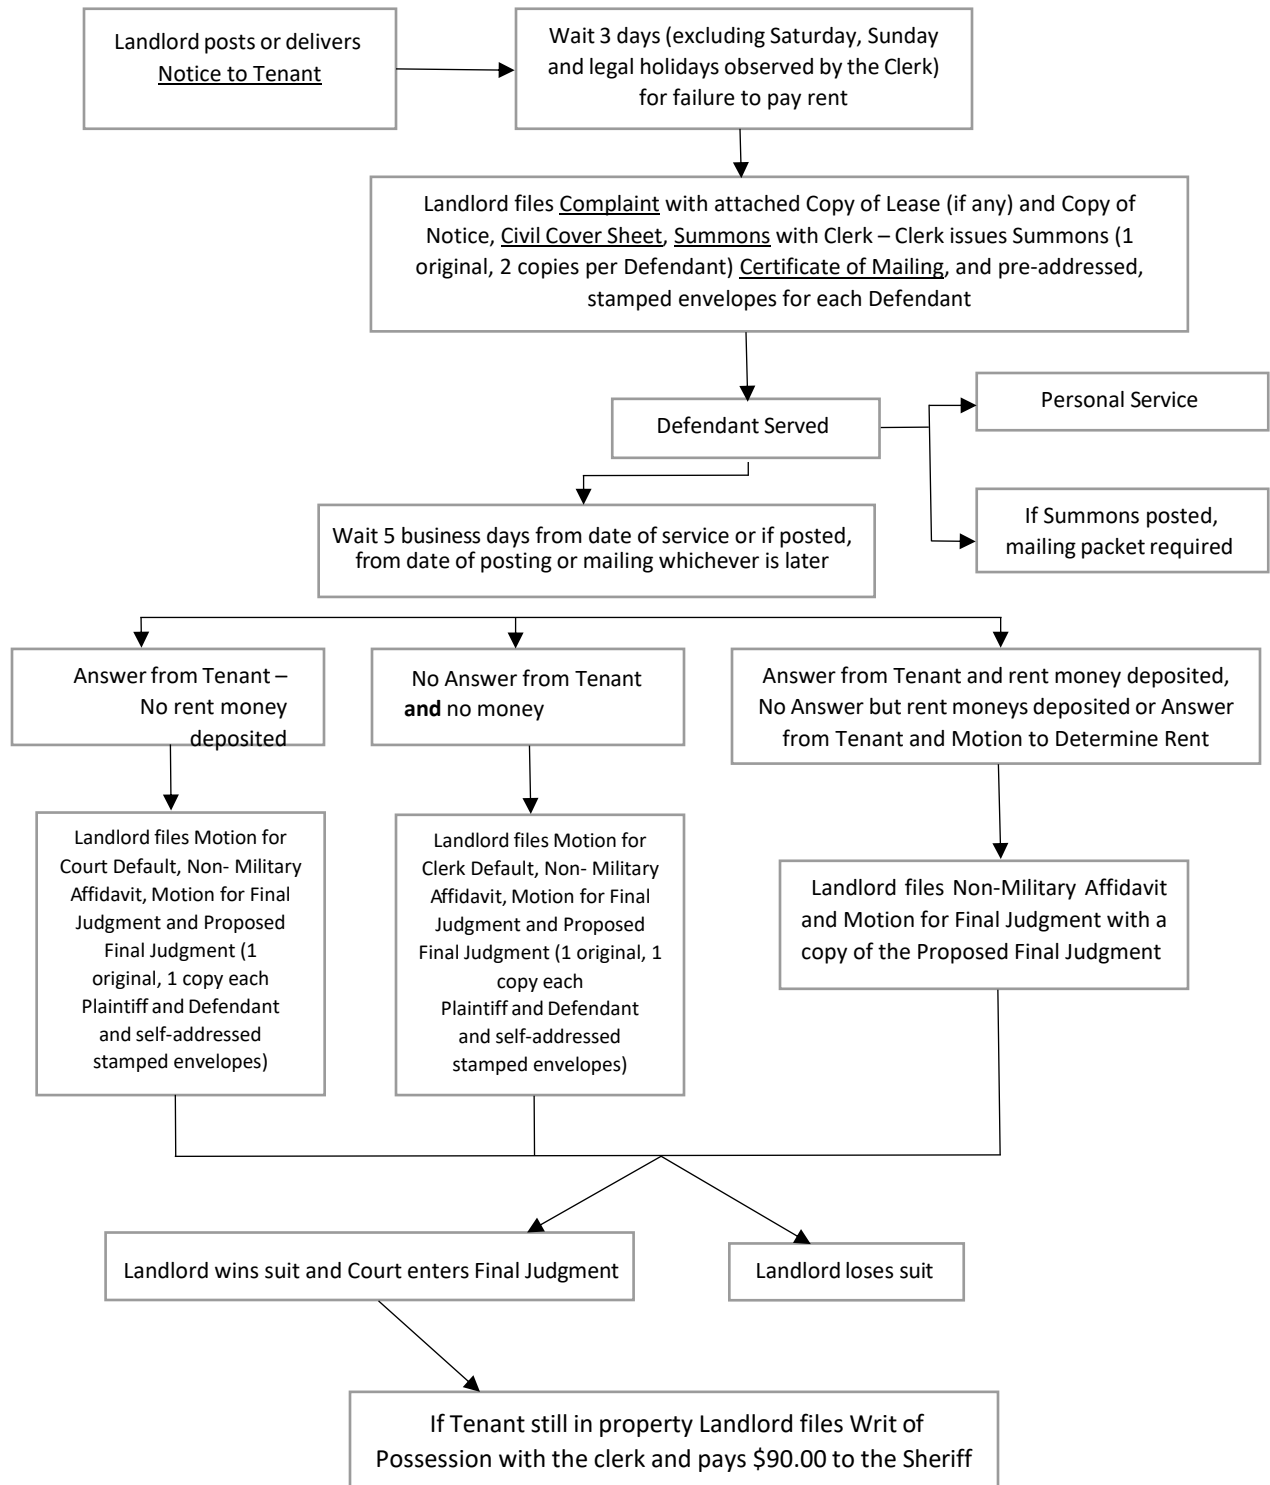 Landlord posts or delivers
Notice to Tenant
Wait 3 days (excluding Saturday, Sunday
and legal holidays observed by the Clerk)
for failure to pay rent
Landlord files Complaint with attached Copy of Lease (if any) and Copy of
Notice, Civil Cover Sheet, Summons with Clerk – Clerk issues Summons (1
original, 2 copies per Defendant) Certificate of Mailing, and pre-addressed,
stamped envelopes for each Defendant
Defendant Served
Personal Service
If Summons posted,
mailing packet required
Wait 5 business days from date of service or if posted,
from date of posting or mailing whichever is later
Answer from Tenant –
No rent money
deposited
No Answer from Tenant
and no money
Answer from Tenant and rent money deposited,
No Answer but rent moneys deposited or Answer
from Tenant and Motion to Determine Rent
Landlord files Motion for
Court Default, Non- Military
Affidavit, Motion for Final
Judgment and Proposed
Final Judgment (1
original, 1 copy each
Plaintiff and Defendant
and self-addressed
stamped envelopes)
Landlord files Motion for
Clerk Default, Non- Military
Affidavit, Motion for Final
Judgment and Proposed
Final Judgment (1 original, 1
copy each
Plaintiff and Defendant
and self-addressed
stamped envelopes)
Landlord files Non-Military Affidavit
and Motion for Final Judgment with a
copy of the Proposed Final Judgment
Landlord wins suit and Court enters Final Judgment
Landlord loses suit
If Tenant still in property Landlord files Writ of
Possession with the clerk and pays $90.00 to the Sheriff